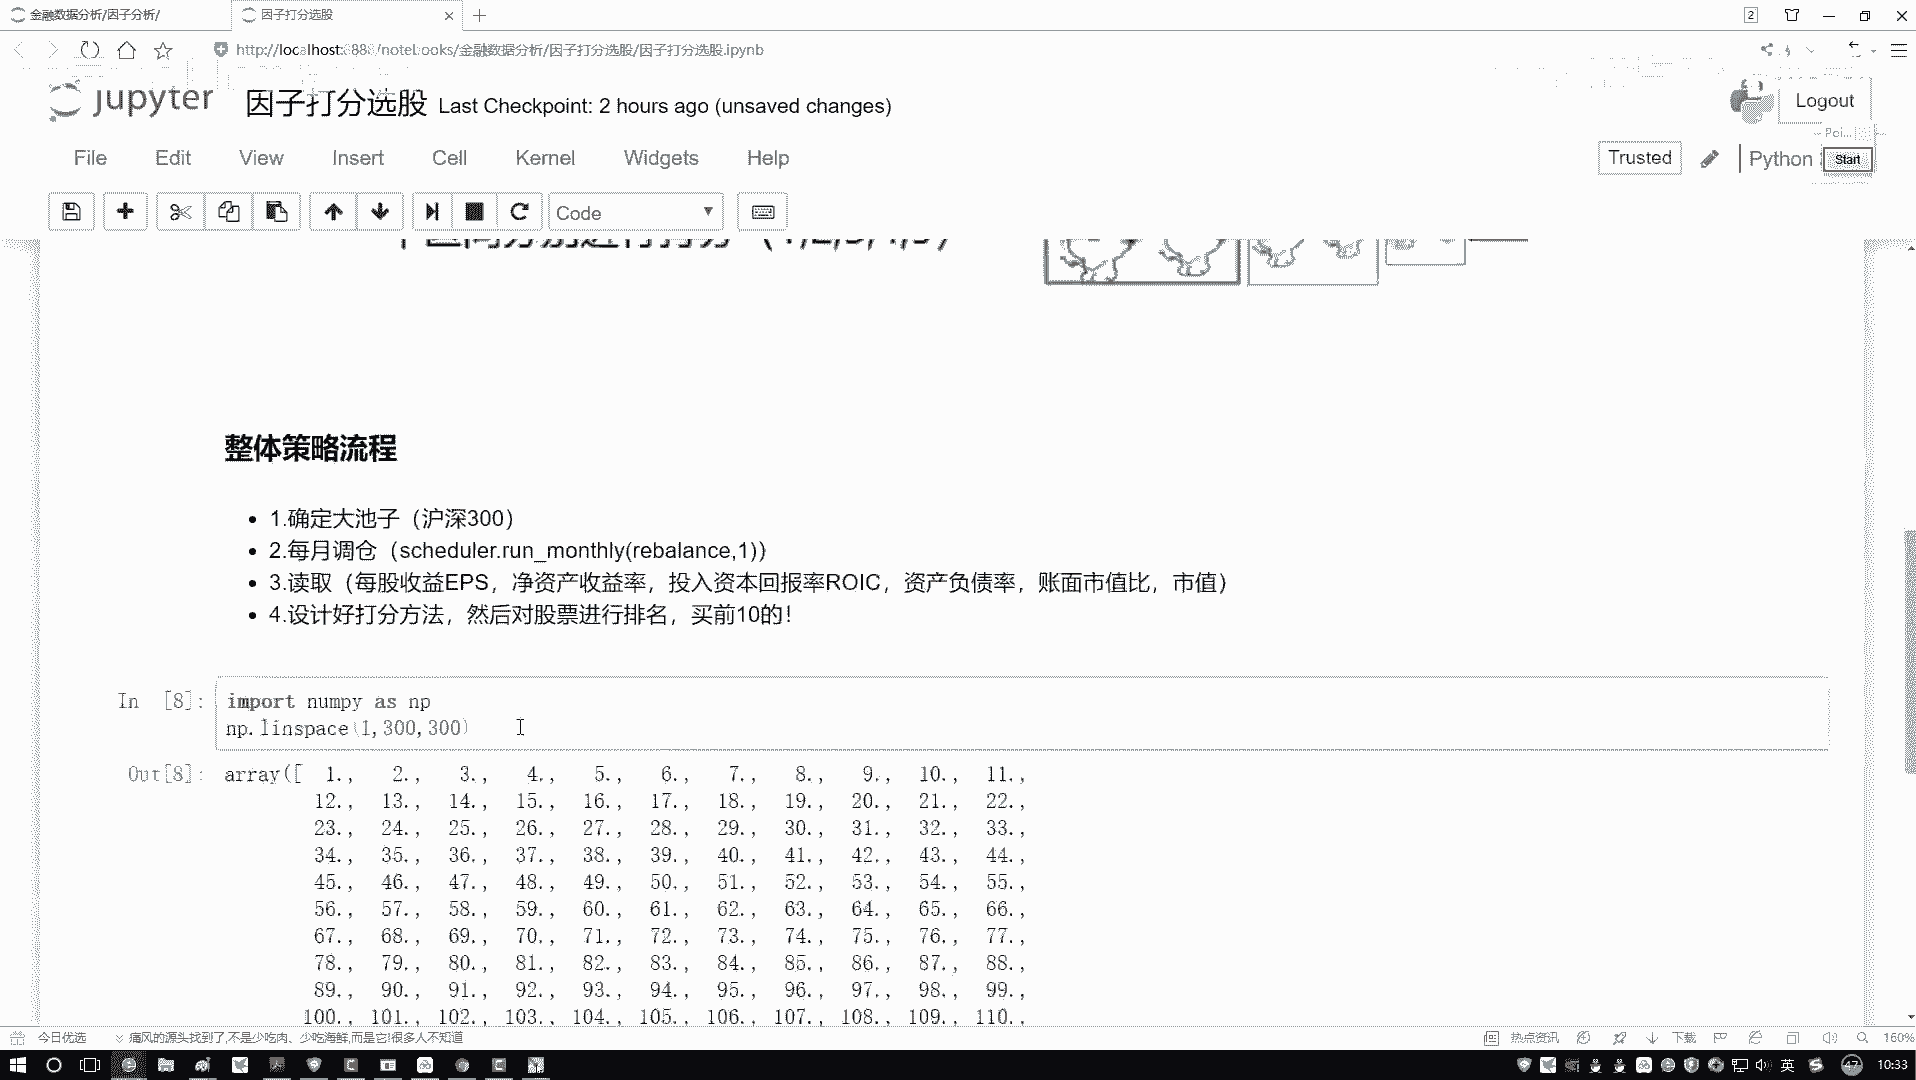 金融数据分析/因子分析/
因子打分选股
2
http://localhost:8888/notebooks/金融数据分析/因子打分选股/因子打分选股.ipynb
jupyter 因子打分选股 Last Checkpoint: 2 hours ago (unsaved changes)
Logout
File Edit View Insert Cell Kernel Widgets Help
Trusted Python
Start
Code
整体策略流程
1.确定大池子（沪深300）
2.每月调仓（scheduler.run_monthly(rebalance,1)）
3.读取（每股收益EPS，净资产收益率，投入资本回报率ROIC，资产负债率，账面市值比，市值）
4.设计好打分方法，然后对股票进行排名，买前10的！
In [8]: import numpy as np
np.linspace(1,300,300)
Out[8]: array([ 1., 2., 3., 4., 5., 6., 7., 8., 9., 10., 11.,
12., 13., 14., 15., 16., 17., 18., 19., 20., 21., 22.,
23., 24., 25., 26., 27., 28., 29., 30., 31., 32., 33.,
34., 35., 36., 37., 38., 39., 40., 41., 42., 43., 44.,
45., 46., 47., 48., 49., 50., 51., 52., 53., 54., 55.,
56., 57., 58., 59., 60., 61., 62., 63., 64., 65., 66.,
67., 68., 69., 70., 71., 72., 73., 74., 75., 76., 77.,
78., 79., 80., 81., 82., 83., 84., 85., 86., 87., 88.,
89., 90., 91., 92., 93., 94., 95., 96., 97., 98., 99.,
100., 101., 102., 103., 104., 105., 106., 107., 108., 109., 110.,
今日优选 痛风的源头找到了,不是少吃肉、少吃海鲜,而是它!很多人不知道
热点资讯 下载 160%
英 47 10:33